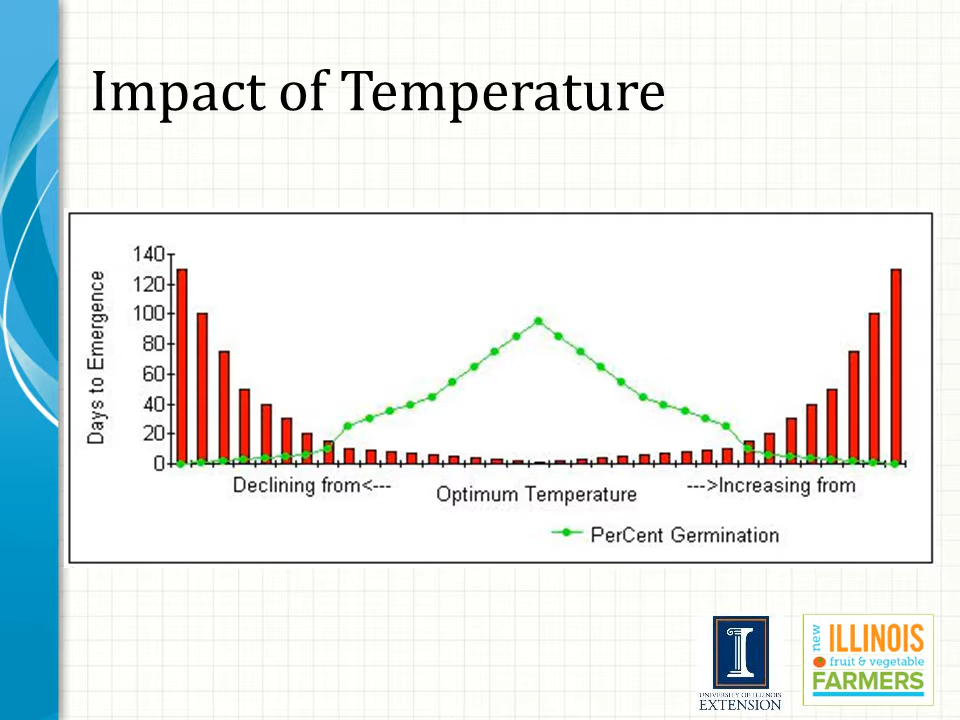 Impact of Temperature
Days to Emergence
140
120
100
80
60
40
20
0
Declining from<---
Optimum Temperature
--->Increasing from
PerCent Germination
I
UNIVERSITY OF ILLINOIS
EXTENSION
new
ILLINOIS
fruit & vegetable
FARMERS